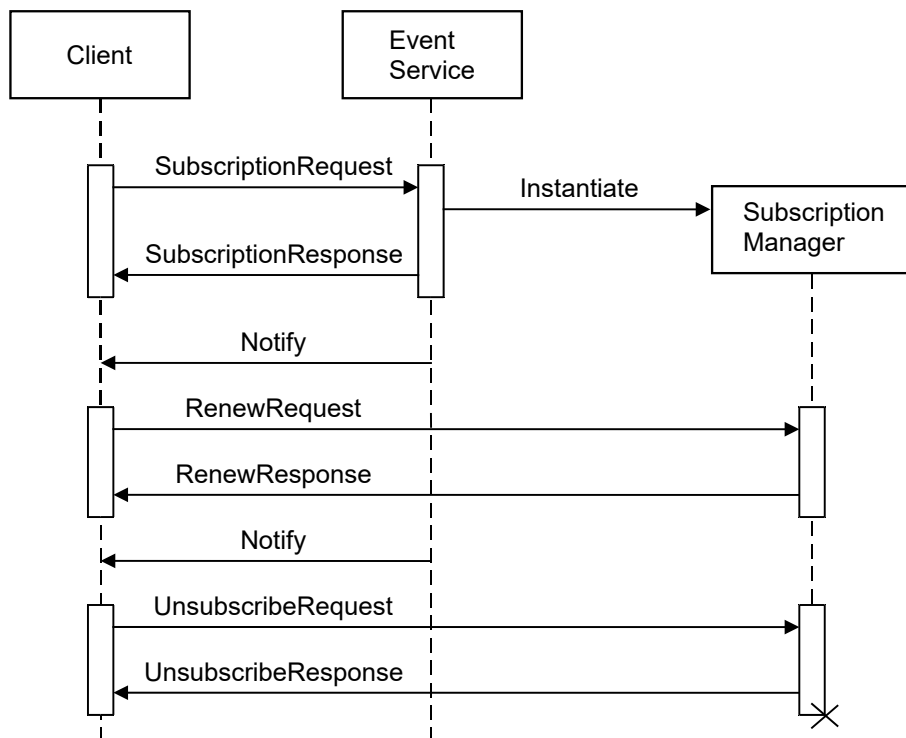 Client
Event
Service
SubscriptionRequest
Instantiate
Subscription
Manager
SubscriptionResponse
Notify
RenewRequest
RenewResponse
Notify
UnsubscribeRequest
UnsubscribeResponse